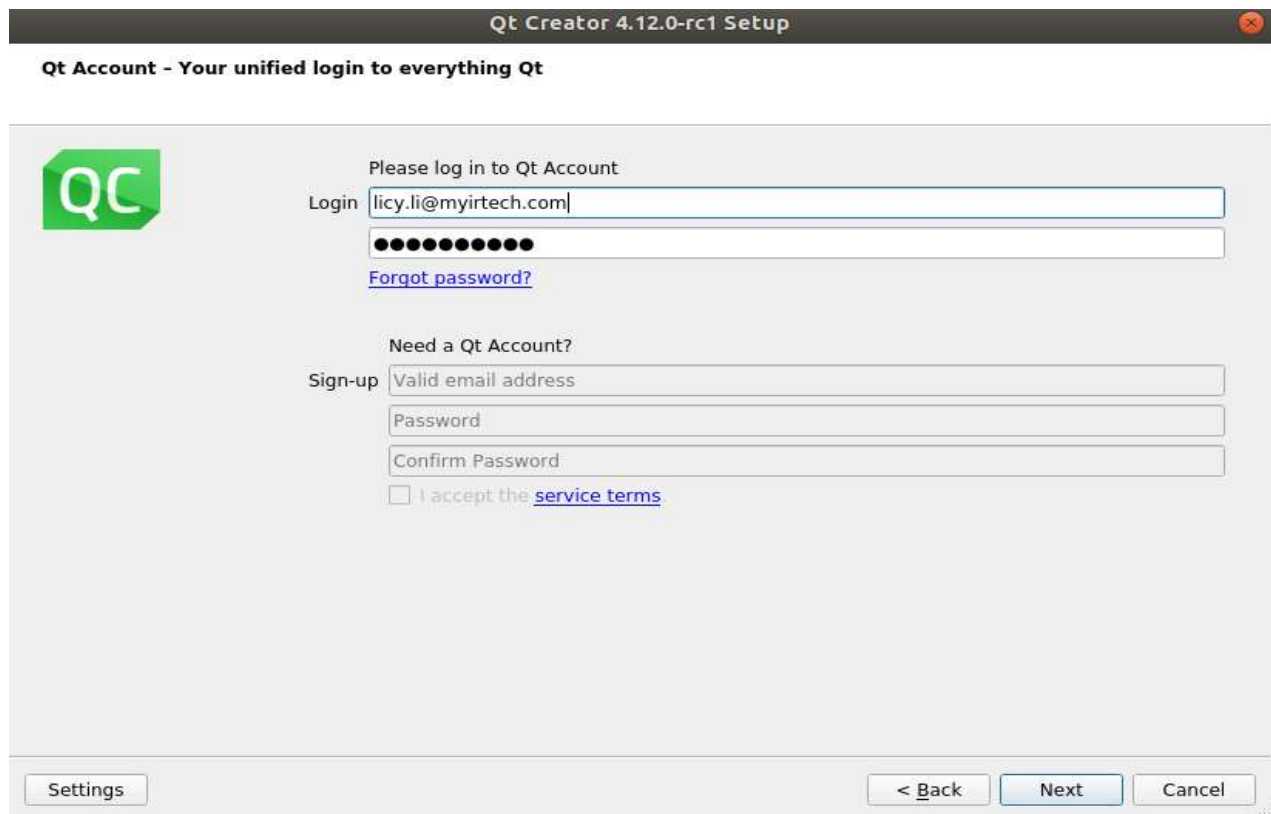 Qt Creator 4.12.0-rc1 Setup
Qt Account – Your unified login to everything Qt
QC
Please log in to Qt Account
Login licy.li@myirtech.com
●●●●●●●●●●
Forgot password?
Need a Qt Account?
Sign-up Valid email address
Password
Confirm Password
I accept the service terms.
Settings < Back Next Cancel